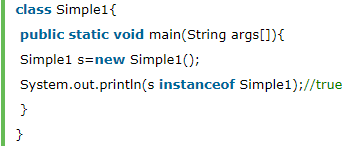 class Simple1{
public static void main(String args[]){
Simple1 s=new Simple1();
System.out.println(s instanceof Simple1);//true
}
}